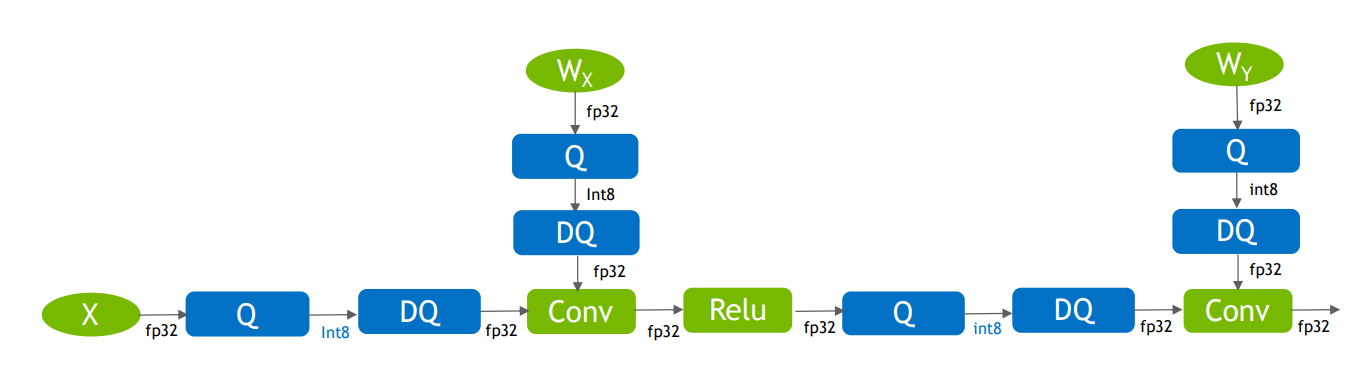 W_X
fp32
Q
Int8
DQ
fp32
W_Y
fp32
Q
int8
DQ
fp32
X
fp32
Q
Int8
DQ
fp32
Conv
fp32
Relu
fp32
Q
int8
DQ
fp32
Conv
fp32